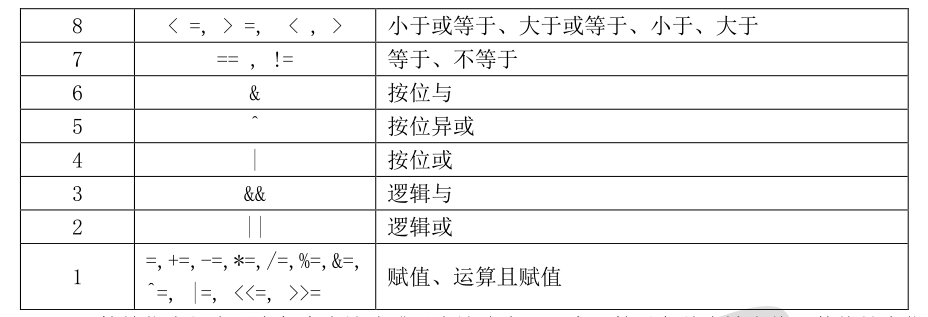 8 < =, > =, < , > 小于或等于、大于或等于、小于、大于
7 == , != 等于、不等于
6 & 按位与
5 ^ 按位异或
4 | 按位或
3 && 逻辑与
2 || 逻辑或
1 =,+=,-=,*=,/=,%=,&=, 赋值、运算且赋值
^=, |=, <<=, >>=